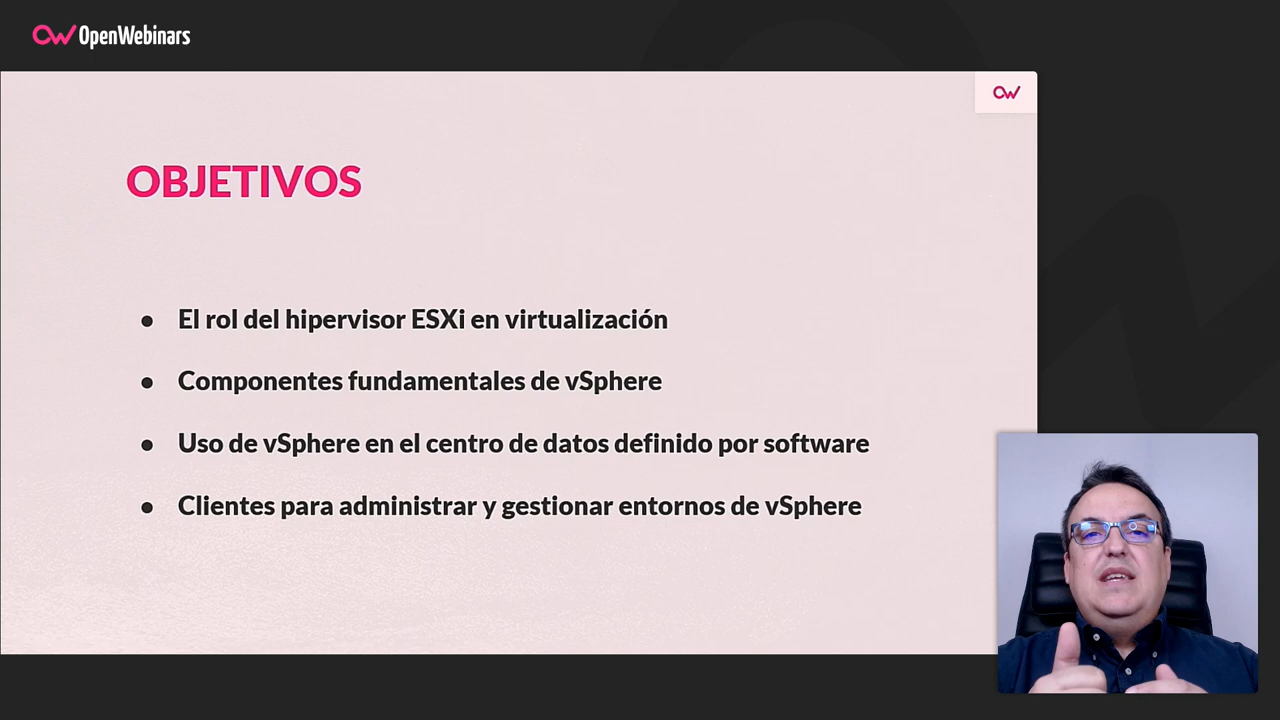 OpenWebinars
OBJETIVOS
● El rol del hipervisor ESXi en virtualización
● Componentes fundamentales de vSphere
● Uso de vSphere en el centro de datos definido por software
● Clientes para administrar y gestionar entornos de vSphere